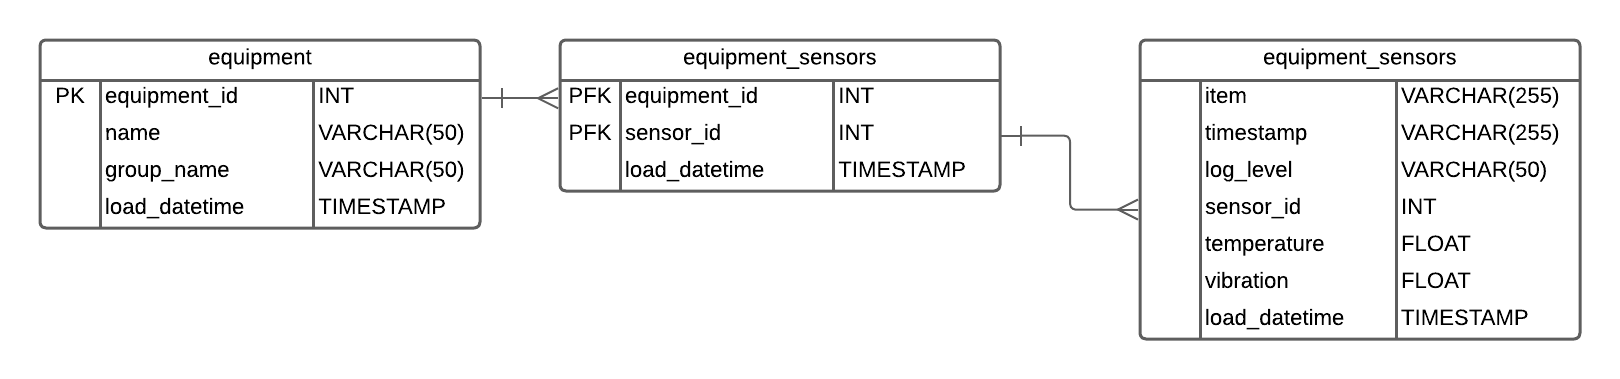 equipment
PK equipment_id INT
name VARCHAR(50)
group_name VARCHAR(50)
load_datetime TIMESTAMP
equipment_sensors
PFK equipment_id INT
PFK sensor_id INT
load_datetime TIMESTAMP
equipment_sensors
item VARCHAR(255)
timestamp VARCHAR(255)
log_level VARCHAR(50)
sensor_id INT
temperature FLOAT
vibration FLOAT
load_datetime TIMESTAMP